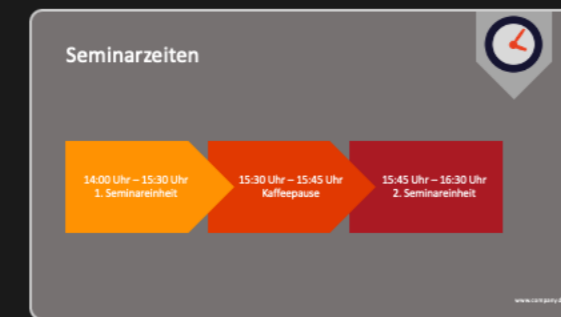 Seminarzeiten
14:00 Uhr – 15:30 Uhr
1. Seminareinheit
15:30 Uhr – 15:45 Uhr
Kaffeepause
15:45 Uhr – 16:30 Uhr
2. Seminareinheit